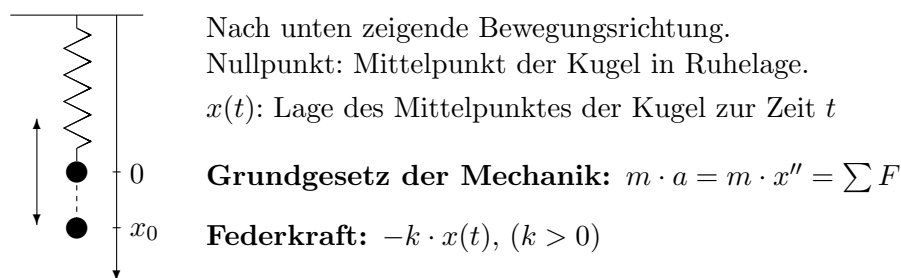 Nach unten zeigende Bewegungsrichtung.
Nullpunkt: Mittelpunkt der Kugel in Ruhelage.
x(t): Lage des Mittelpunktes der Kugel zur Zeit t
0
Grundgesetz der Mechanik: m · a = m · x′′ = ∑ F
x₀
Federkraft: −k · x(t), (k > 0)